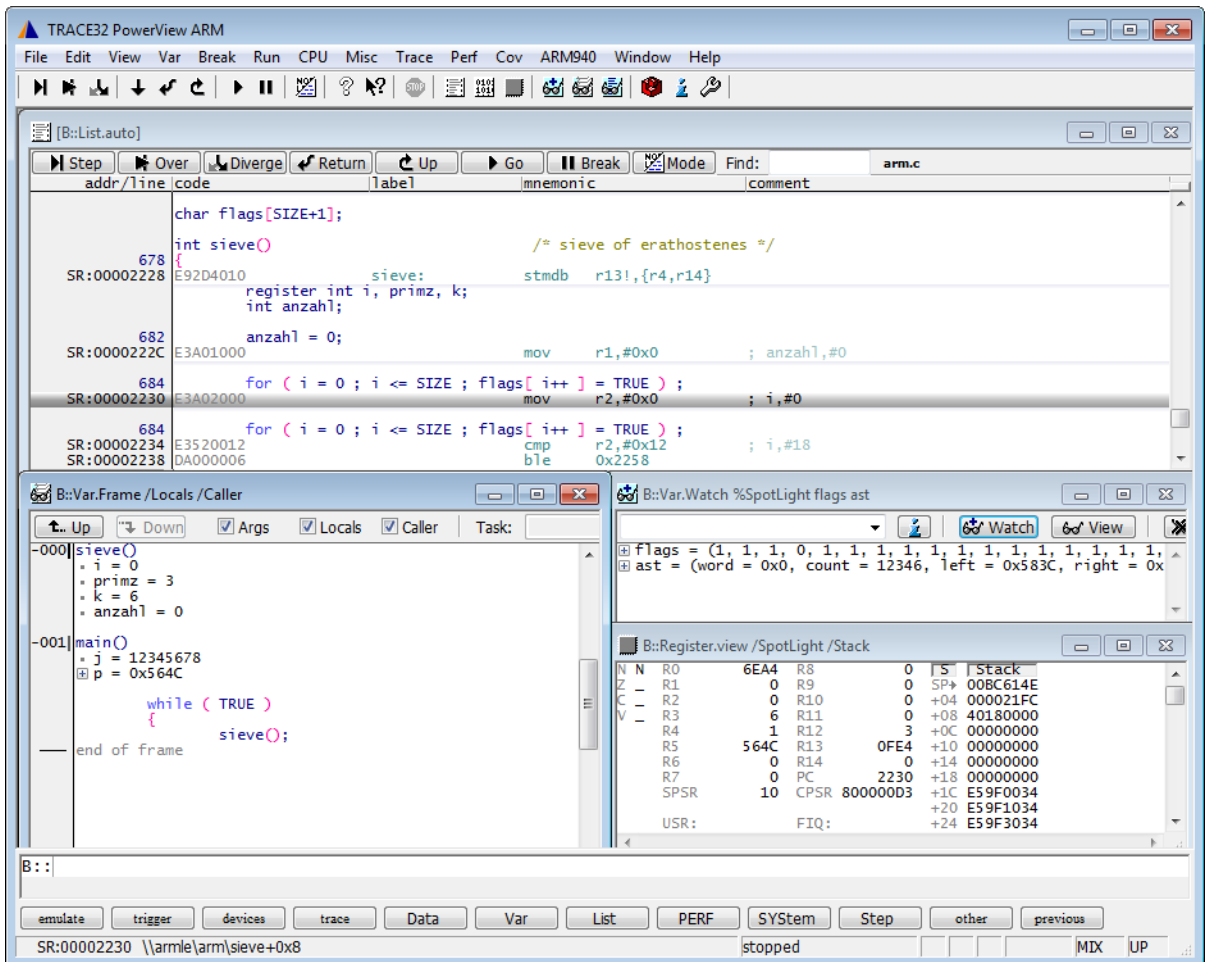 TRACE32 PowerView ARM
File Edit View Var Break Run CPU Misc Trace Perf Cov ARM940 Window Help
[B::List.auto]
Step Over Diverge Return Up Go Break Mode Find: arm.c
addr/line code label mnemonic comment
char flags[SIZE+1];
int sieve() /* sieve of erathostenes */
678 {
SR:00002228 E92D4010 sieve: stmdb r13!,{r4,r14}
register int i, primz, k;
int anzahl;
682 anzahl = 0;
SR:0000222C E3A01000 mov r1,#0x0 ; anzahl,#0
684 for ( i = 0 ; i <= SIZE ; flags[ i++ ] = TRUE ) ;
SR:00002230 E3A02000 mov r2,#0x0 ; i,#0
684 for ( i = 0 ; i <= SIZE ; flags[ i++ ] = TRUE ) ;
SR:00002234 E3520012 cmp r2,#0x12 ; i,#18
SR:00002238 DA000006 ble 0x2258
B::Var.Frame /Locals /Caller
Up Down Args Locals Caller Task:
-000 sieve()
i = 0
primz = 3
k = 6
anzahl = 0
-001 main()
j = 12345678
p = 0x564C
while ( TRUE )
{
sieve();
end of frame
B::Var.Watch %SpotLight flags ast
Watch View
flags = (1, 1, 1, 0, 1, 1, 1, 1, 1, 1, 1, 1, 1, 1, 1, 1, 1,
ast = (word = 0x0, count = 12346, left = 0x583C, right = 0x
B::Register.view /SpotLight /Stack
N N R0 6EA4 R8 0 S Stack
Z _ R1 0 R9 0 SP 00BC614E
C _ R2 0 R10 0 +04 000021FC
V _ R3 6 R11 0 +08 40180000
R4 1 R12 3 +0C 00000000
R5 564C R13 0FE4 +10 00000000
R6 0 R14 0 +14 00000000
R7 0 PC 2230 +18 00000000
SPSR 10 CPSR 800000D3 +1C E59F0034
+20 E59F1034
USR: FIQ: +24 E59F3034
B::
emulate trigger devices trace Data Var List PERF SYStem Step other previous
SR:00002230 \\armle\arm\sieve+0x8 stopped MIX UP